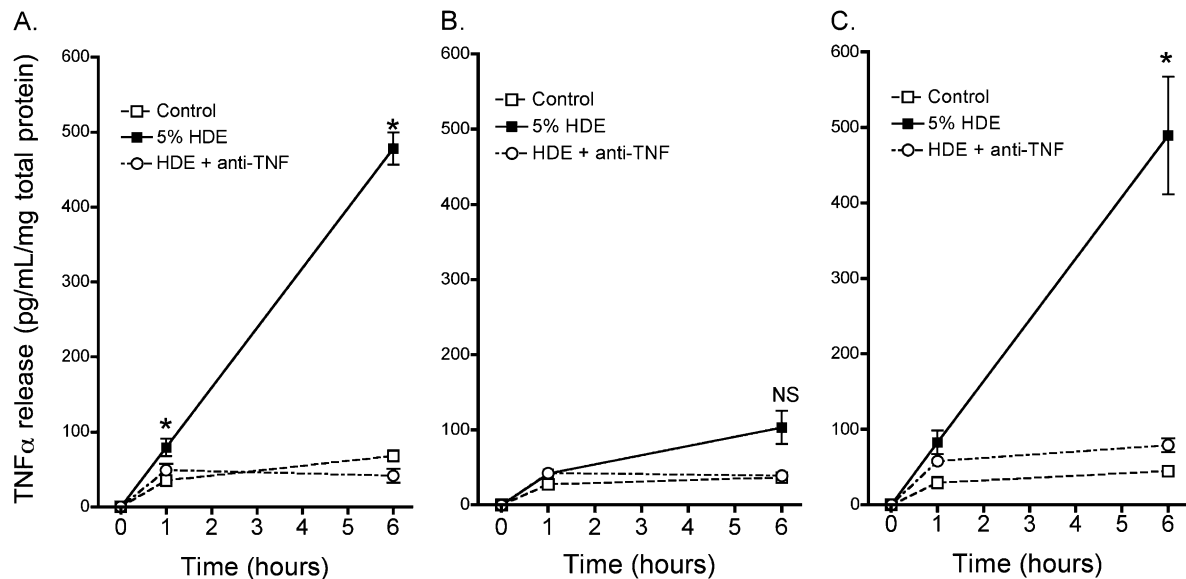 A.
TNFα release (pg/mL/mg total protein)
600
500
400
300
200
100
0
Control
5% HDE
HDE + anti-TNF
*
*
0 1 2 3 4 5 6
Time (hours)
B.
600
500
400
300
200
100
0
Control
5% HDE
HDE + anti-TNF
NS
0 1 2 3 4 5 6
Time (hours)
C.
600
500
400
300
200
100
0
Control
5% HDE
HDE + anti-TNF
*
0 1 2 3 4 5 6
Time (hours)